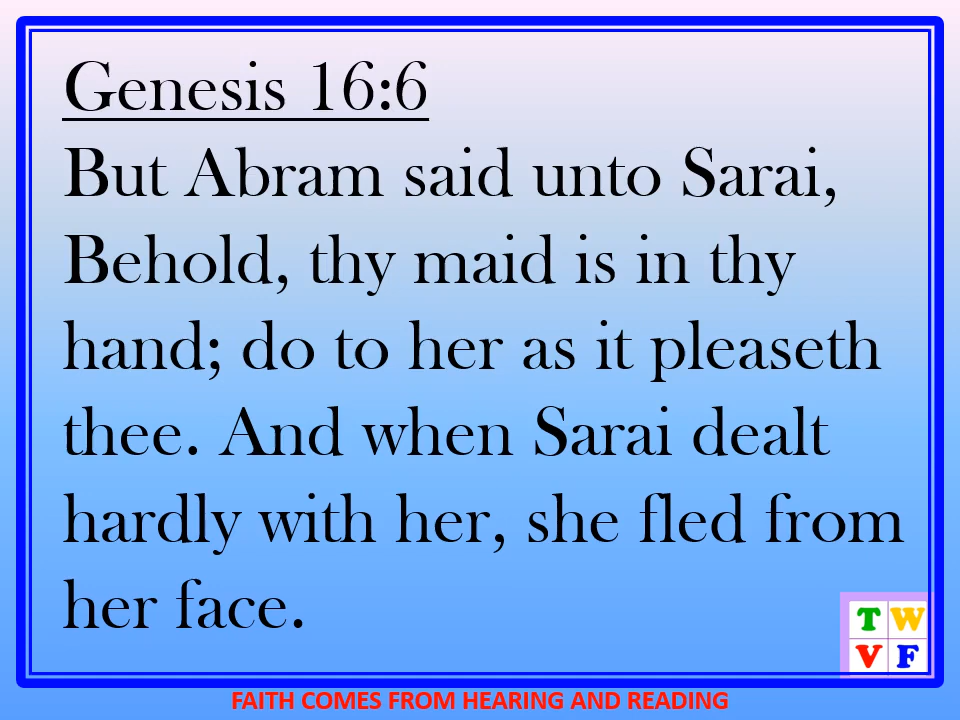 Genesis 16:6
But Abram said unto Sarai,
Behold, thy maid is in thy
hand; do to her as it pleaseth
thee. And when Sarai dealt
hardly with her, she fled from
her face.
T W
V F
FAITH COMES FROM HEARING AND READING